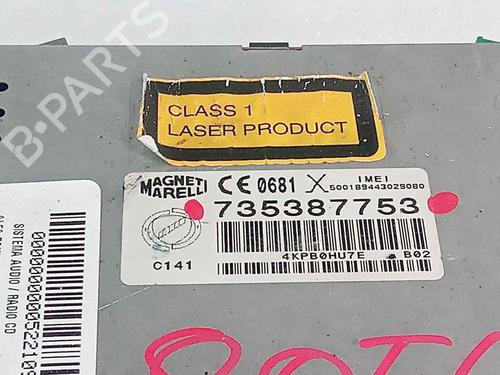 B-PARTS
CLASS 1
LASER PRODUCT
MAGNETI
MARELLI
CE 0681
IMEI
500189443029080
735387753
FIAT
4KPB0HU7E B02
C141
SISTEMA AUDIO / RADIO CD